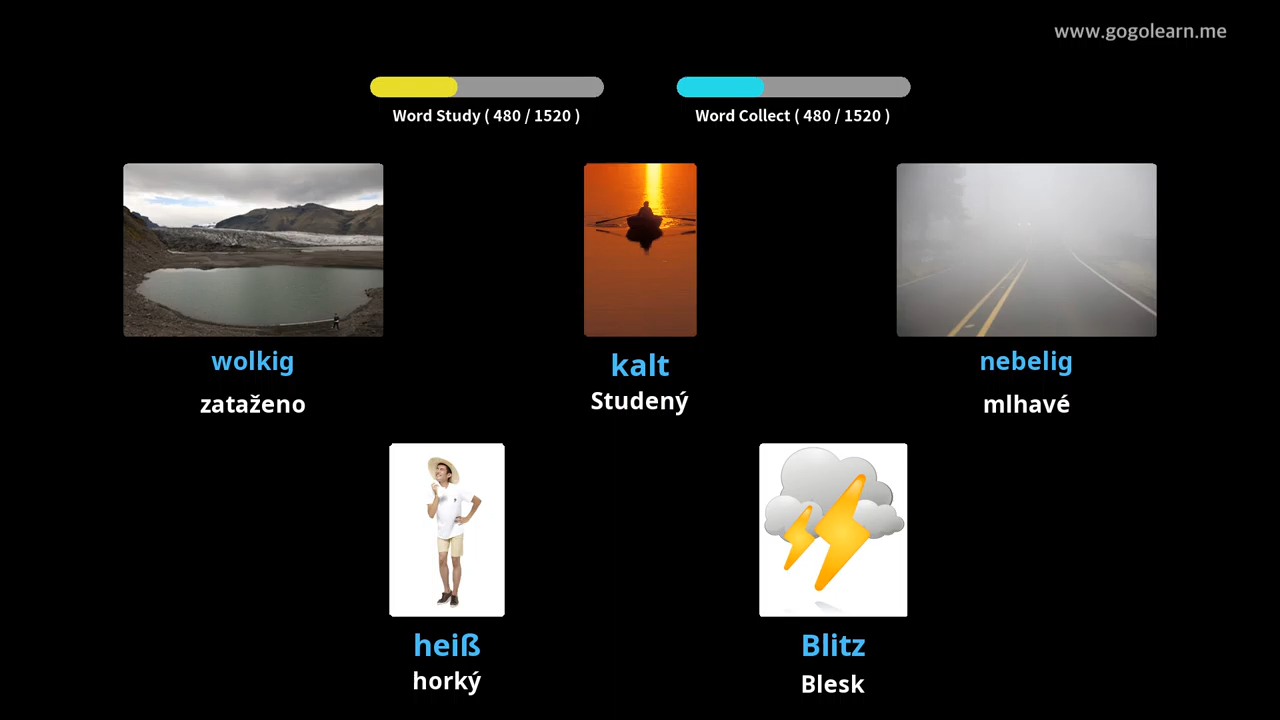 www.gogolearn.me
Word Study ( 480 / 1520 )
Word Collect ( 480 / 1520 )
wolkig
zataženo
kalt
Studený
nebelig
mlhavé
heiß
horký
Blitz
Blesk